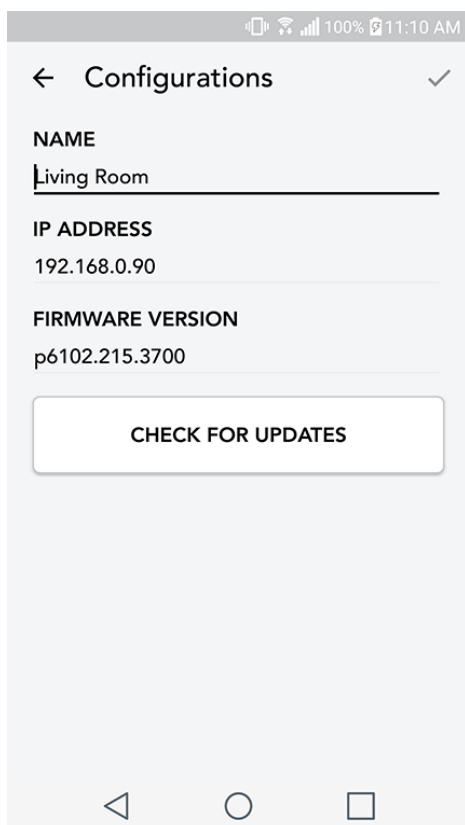 100% 11:10 AM
Configurations
NAME
Living Room
IP ADDRESS
192.168.0.90
FIRMWARE VERSION
p6102.215.3700
CHECK FOR UPDATES